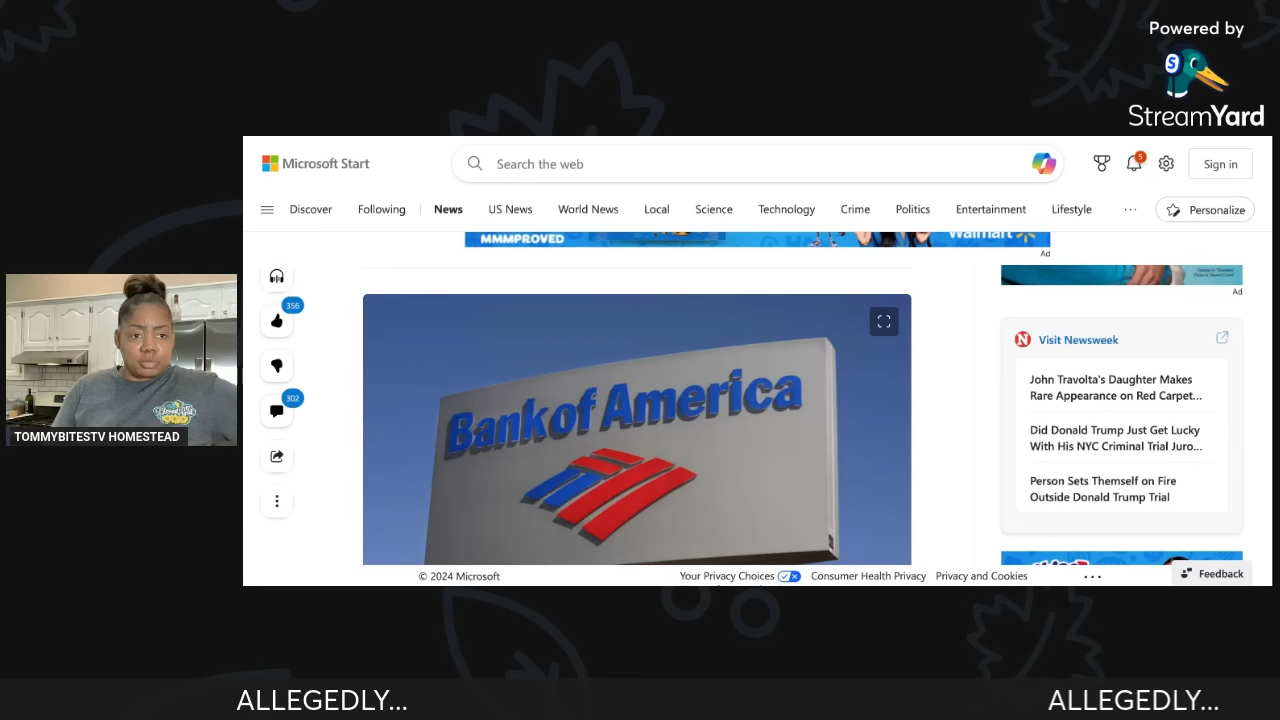 Powered by
S
StreamYard
Microsoft Start
Search the web
5
Sign in
Discover
Following
News
US News
World News
Local
Science
Technology
Crime
Politics
Entertainment
Lifestyle
...
Personalize
MMMPROVED
Walmart
Ad
Ad
356
302
Bank of America
N Visit Newsweek
John Travolta's Daughter Makes
Rare Appearance on Red Carpet...
Did Donald Trump Just Get Lucky
With His NYC Criminal Trial Juro...
Person Sets Themself on Fire
Outside Donald Trump Trial
© 2024 Microsoft
Your Privacy Choices
Consumer Health Privacy
Privacy and Cookies
...
Feedback
TOMMYBITESTV HOMESTEAD
ALLEGEDLY...
ALLEGEDLY...